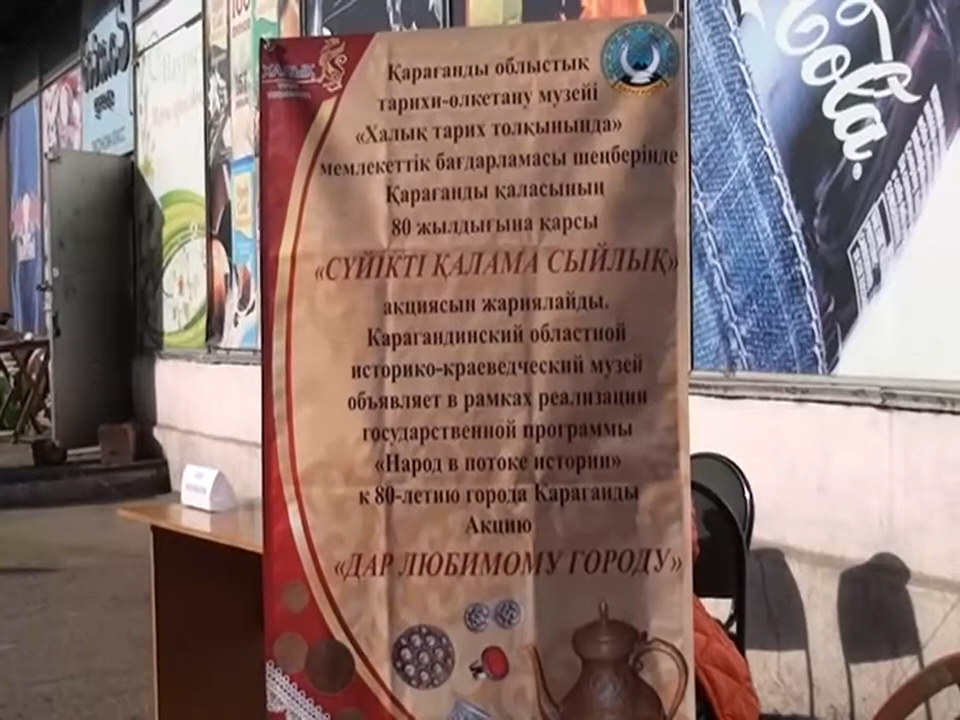 Қарағанды облыстық
тарихи-өлкетану музейі
«Халық тарих толқынында»
мемлекеттік бағдарламасы шеңберінде
Қарағанды қаласының
80 жылдығына қарсы
«СҮЙІКТІ ҚАЛАМА СЫЙЛЫҚ»
акциясын жариялайды.
Карагандинский областной
историко-краеведческий музей
объявляет в рамках реализации
государственной программы
«Народ в потоке истории»
к 80-летию города Караганды
Акцию
«ДАР ЛЮБИМОМУ ГОРОДУ»
Cola